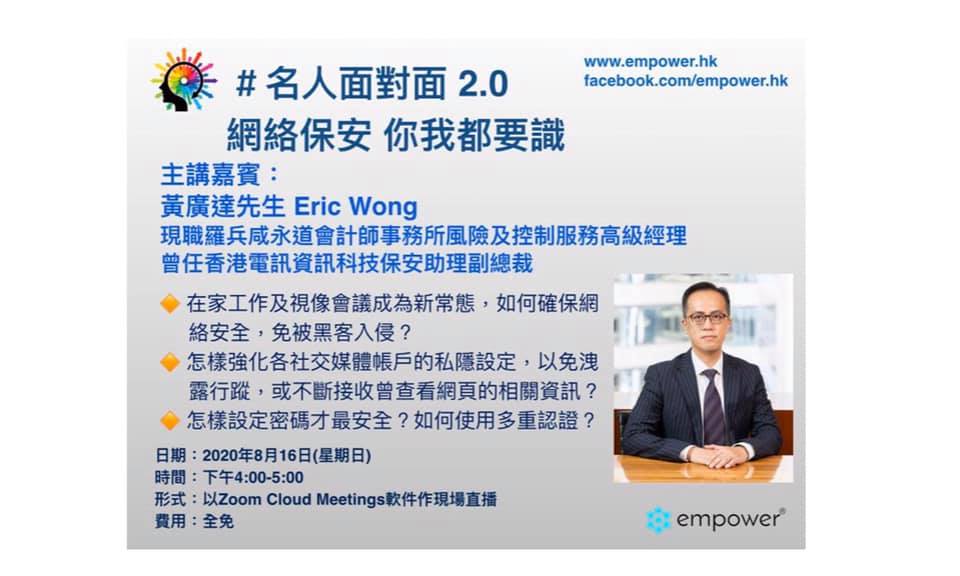 # 名人面對面 2.0
www.empower.hk
facebook.com/empower.hk
網絡保安 你我都要識
主講嘉賓：
黃廣達先生 Eric Wong
現職羅兵咸永道會計師事務所風險及控制服務高級經理
曾任香港電訊資訊科技保安助理副總裁
在家工作及視像會議成為新常態，如何確保網
絡安全，免被黑客入侵？
怎樣強化各社交媒體帳戶的私隱設定，以免洩
露行蹤，或不斷接收曾查看網頁的相關資訊？
怎樣設定密碼才最安全？如何使用多重認證？
日期：2020年8月16日(星期日)
時間：下午4:00-5:00
形式：以Zoom Cloud Meetings軟件作現場直播
費用：全免
empower®